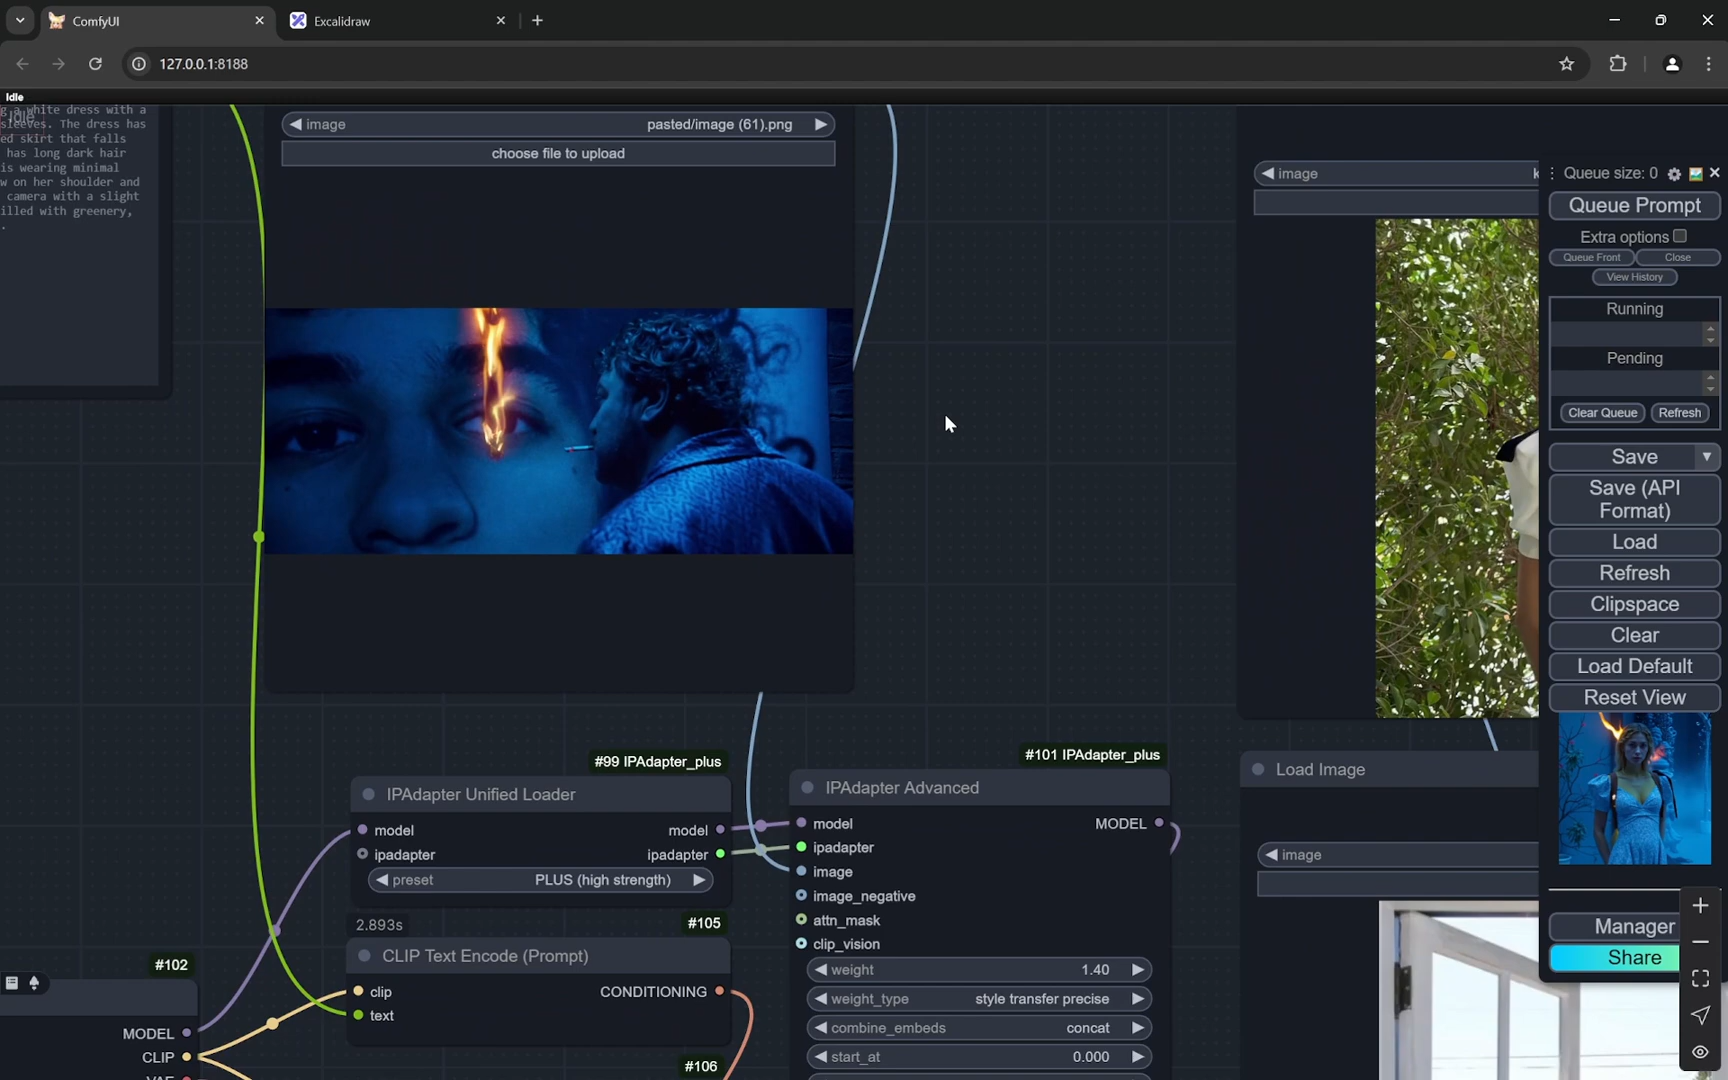 ComfyUI
Excalidraw
127.0.0.1:8188
Idle
g a white dress with a
sleeves. The dress has
ed skirt that falls
has long dark hair
is wearing minimal
w on her shoulder and
camera with a slight
illed with greenery,
.
image
pasted/image (61).png
choose file to upload
image
k
Queue size: 0
Queue Prompt
Extra options
Queue Front
Close
View History
Running
Pending
Clear Queue
Refresh
Save
Save (API
Format)
Load
Refresh
Clipspace
Clear
Load Default
Reset View
Manager
Share
#99 IPAdapter_plus
IPAdapter Unified Loader
model
model
ipadapter
ipadapter
preset
PLUS (high strength)
2.893s
#105
CLIP Text Encode (Prompt)
clip
CONDITIONING
text
#106
#102
MODEL
CLIP
VAE
#101 IPAdapter_plus
IPAdapter Advanced
model
MODEL
ipadapter
image
image_negative
attn_mask
clip_vision
weight
1.40
weight_type
style transfer precise
combine_embeds
concat
start_at
0.000
Load Image
image